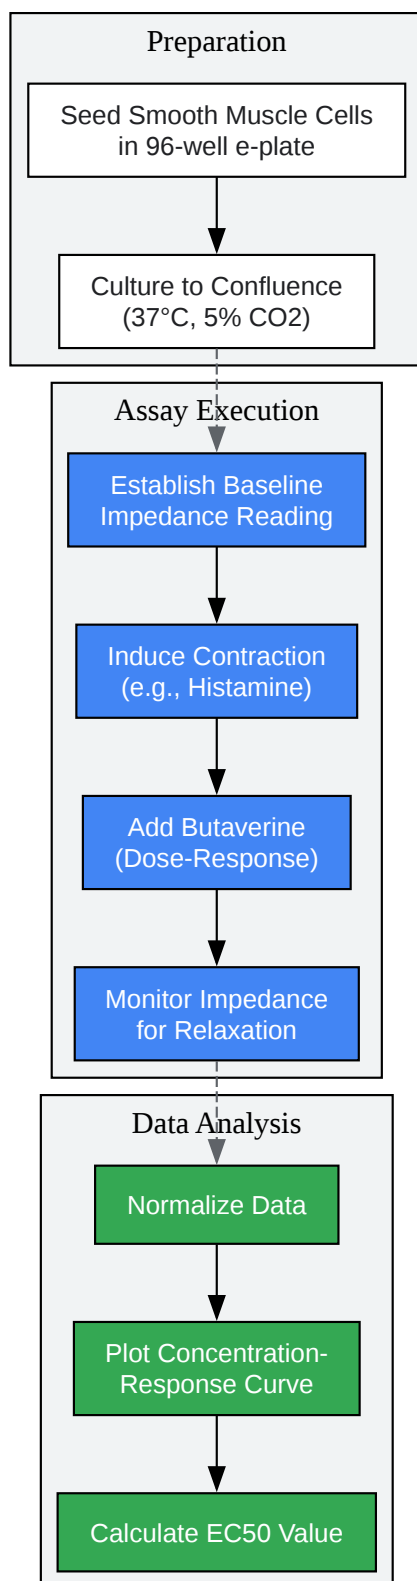 Preparation
Seed Smooth Muscle Cells
in 96-well e-plate
Culture to Confluence
(37°C, 5% CO2)
Assay Execution
Establish Baseline
Impedance Reading
Induce Contraction
(e.g., Histamine)
Add Butaverine
(Dose-Response)
Monitor Impedance
for Relaxation
Data Analysis
Normalize Data
Plot Concentration-
Response Curve
Calculate EC50 Value